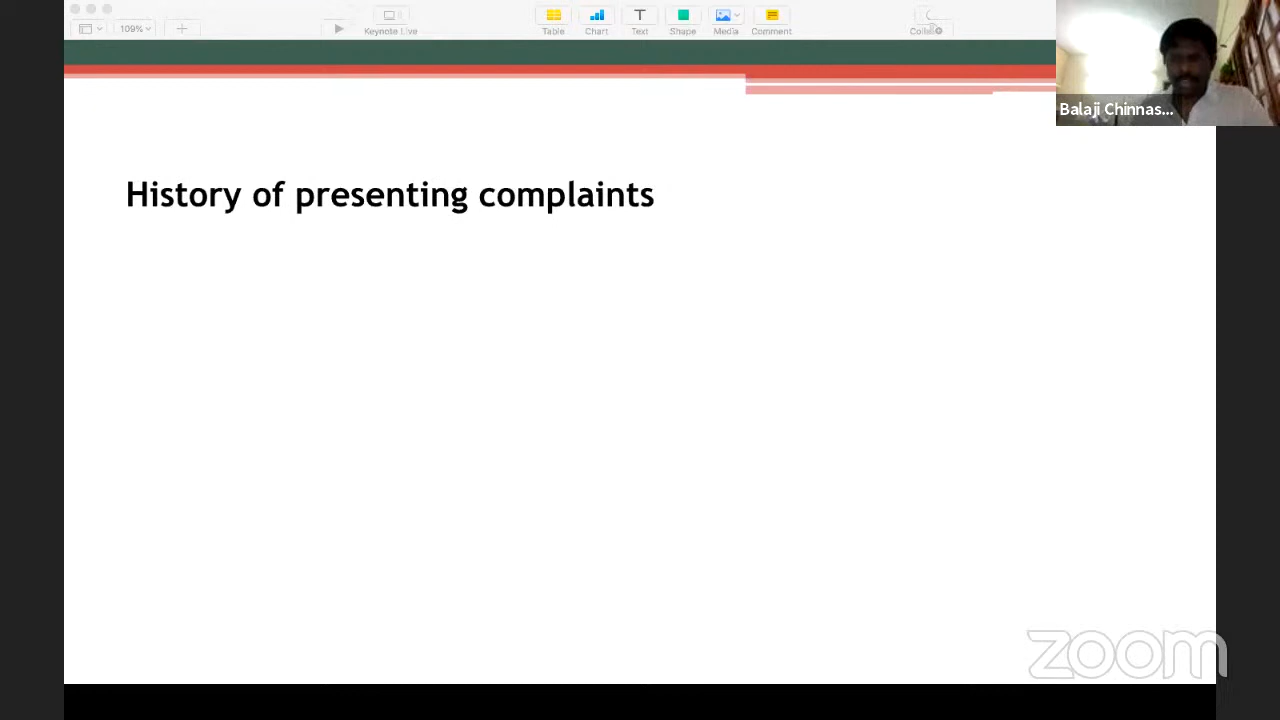 109%
Keynote Live
Table
Chart
Text
Shape
Media
Comment
Balaji Chinnas...
History of presenting complaints
zoom